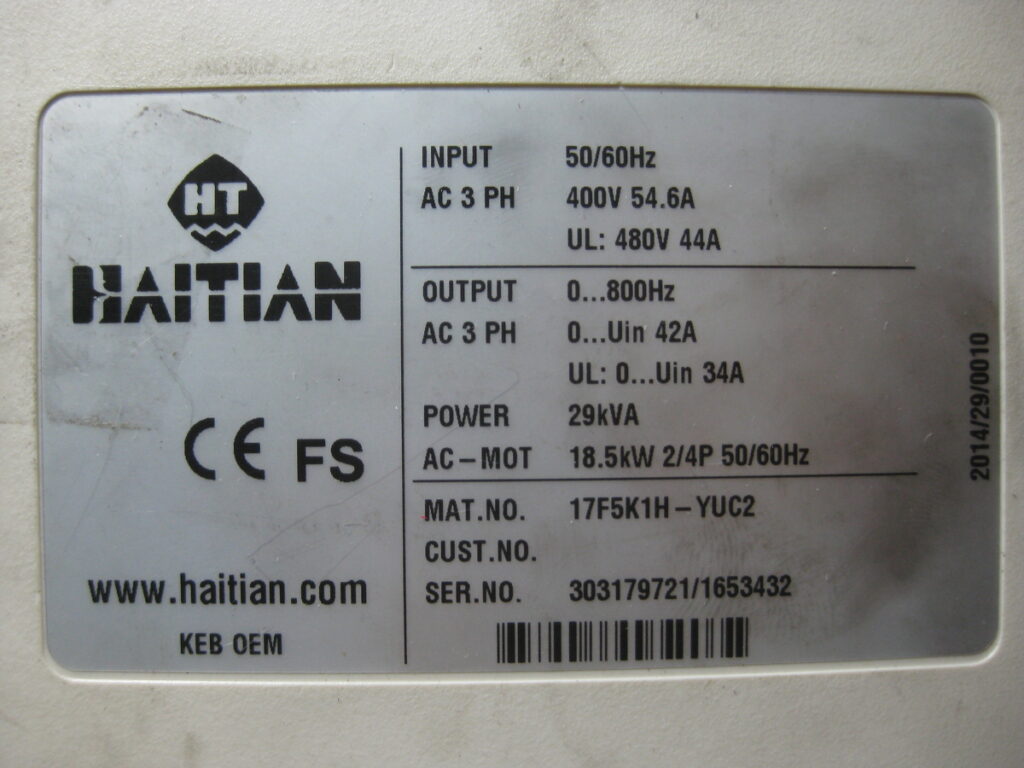 HT
HAITIAN
CE FS
www.haitian.com
KEB OEM
INPUT 50/60Hz
AC 3 PH 400V 54.6A
UL: 480V 44A
OUTPUT 0...800Hz
AC 3 PH 0...Uin 42A
UL: 0...Uin 34A
POWER 29kVA
AC-MOT 18.5kW 2/4P 50/60Hz
MAT.NO. 17F5K1H-YUC2
CUST.NO.
SER.NO. 303179721/1653432
2014/29/0010